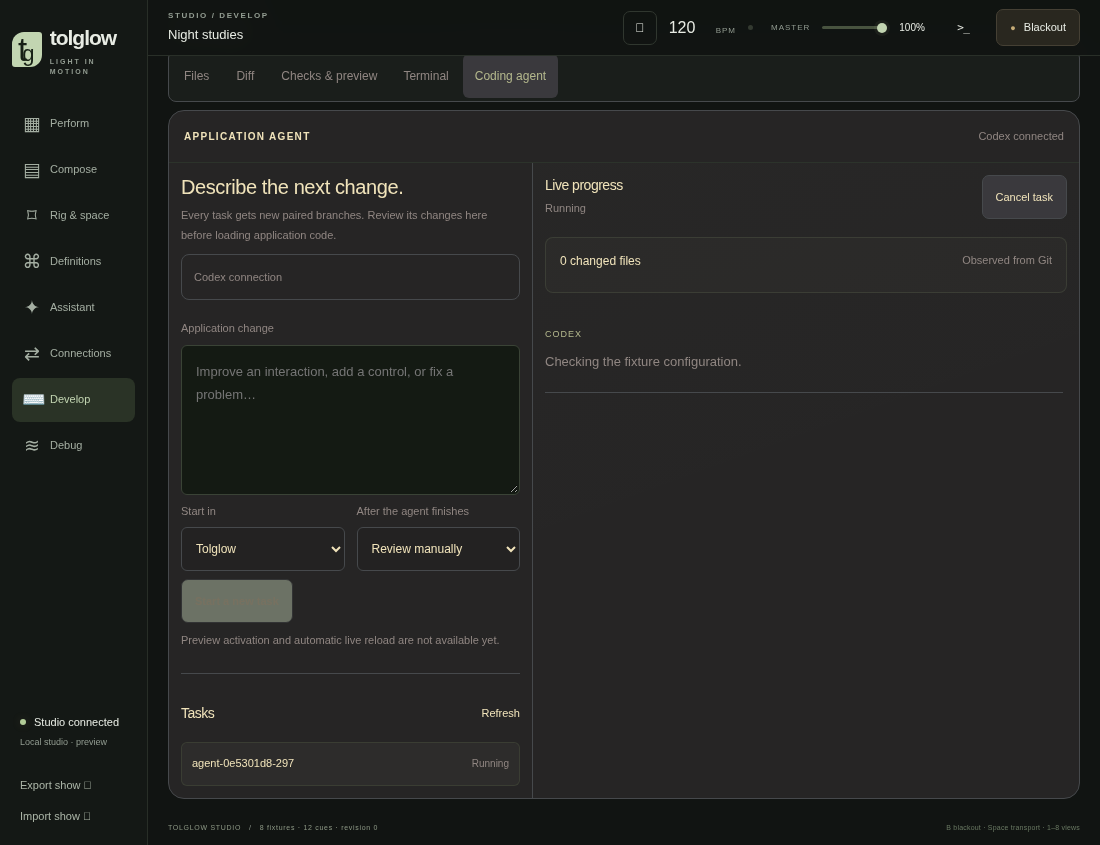 tg
tolglow
LIGHT IN
MOTION
STUDIO / DEVELOP
Night studies
120
BPM
MASTER
100%
>_
Blackout
Perform
Compose
Rig & space
Definitions
Assistant
Connections
Develop
Debug
Files
Diff
Checks & preview
Terminal
Coding agent
APPLICATION AGENT
Codex connected
Describe the next change.
Every task gets new paired branches. Review its changes here
before loading application code.
Codex connection
Application change
Improve an interaction, add a control, or fix a
problem…
Start in
After the agent finishes
Tolglow
Review manually
Preview activation and automatic live reload are not available yet.
Tasks
Refresh
agent-0e5301d8-297
Running
Live progress
Running
Cancel task
0 changed files
Observed from Git
CODEX
Checking the fixture configuration.
Studio connected
Local studio · preview
Export show
Import show
TOLGLOW STUDIO / 8 fixtures · 12 cues · revision 0
B blackout · Space transport · 1–8 views